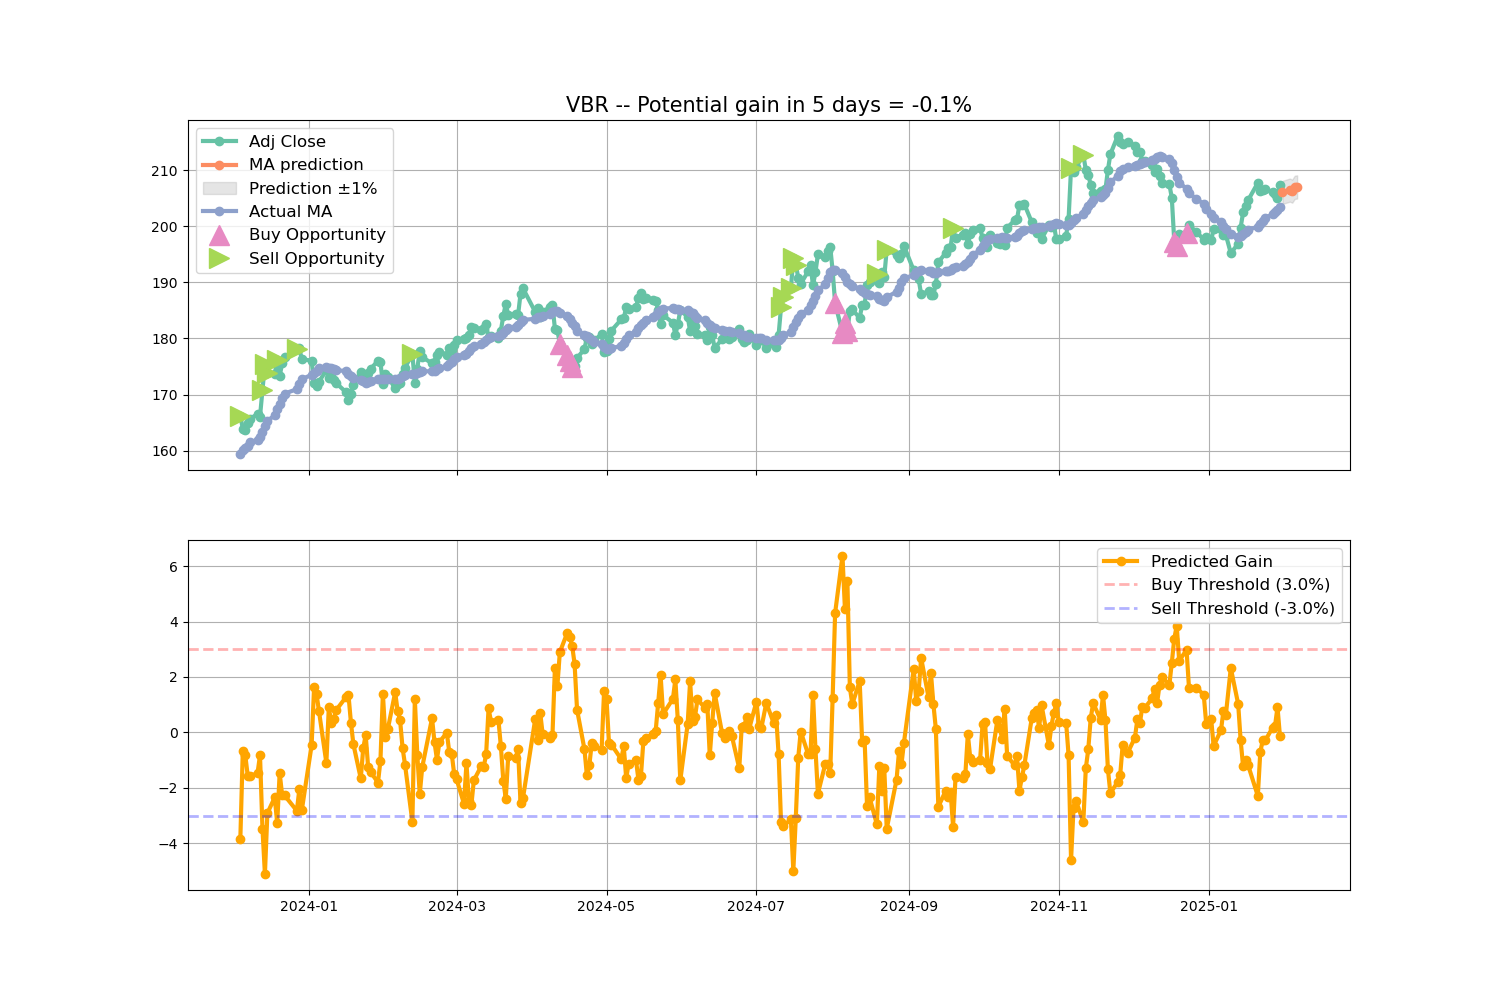 VBR -- Potential gain in 5 days = -0.1%
Adj Close
MA prediction
Prediction ±1%
Actual MA
Buy Opportunity
Sell Opportunity
210
200
190
180
170
160
Predicted Gain
Buy Threshold (3.0%)
Sell Threshold (-3.0%)
6
4
2
0
−2
−4
2024-01 2024-03 2024-05 2024-07 2024-09 2024-11 2025-01